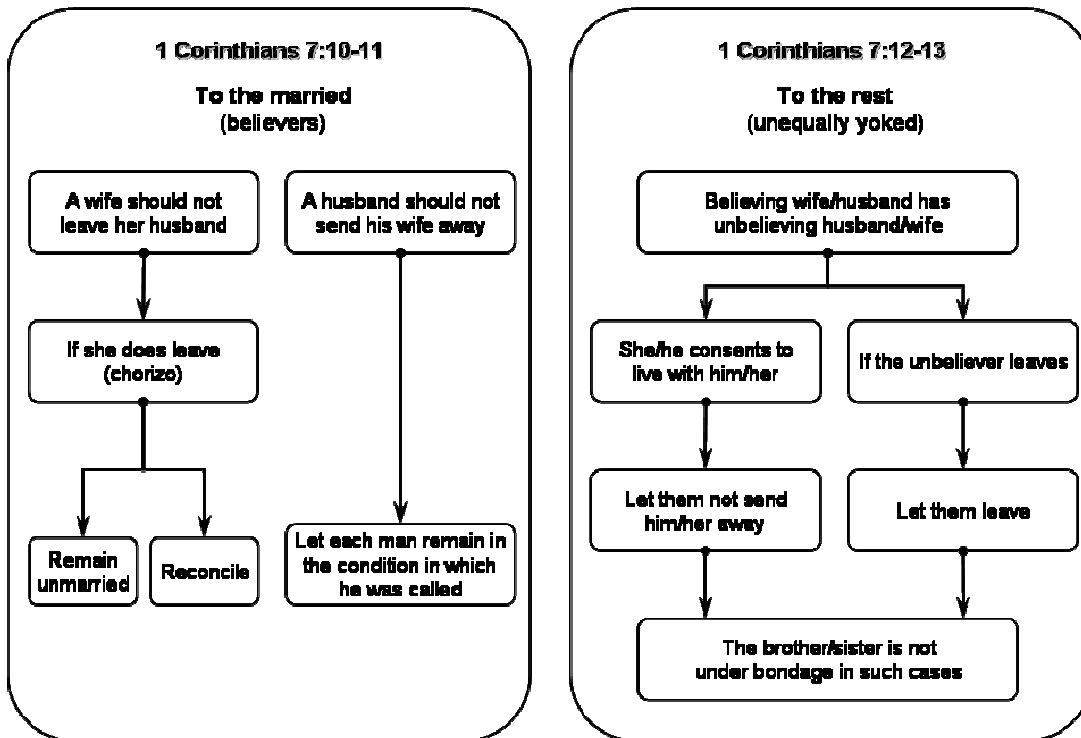 1 Corinthians 7:10-11
To the married
(believers)
A wife should not
leave her husband
A husband should not
send his wife away
If she does leave
(chorizo)
Remain
unmarried
Reconcile
Let each man remain in
the condition in which
he was called
1 Corinthians 7:12-13
To the rest
(unequally yoked)
Believing wife/husband has
unbelieving husband/wife
She/he consents to
live with him/her
If the unbeliever leaves
Let them not send
him/her away
Let them leave
The brother/sister is not
under bondage in such cases